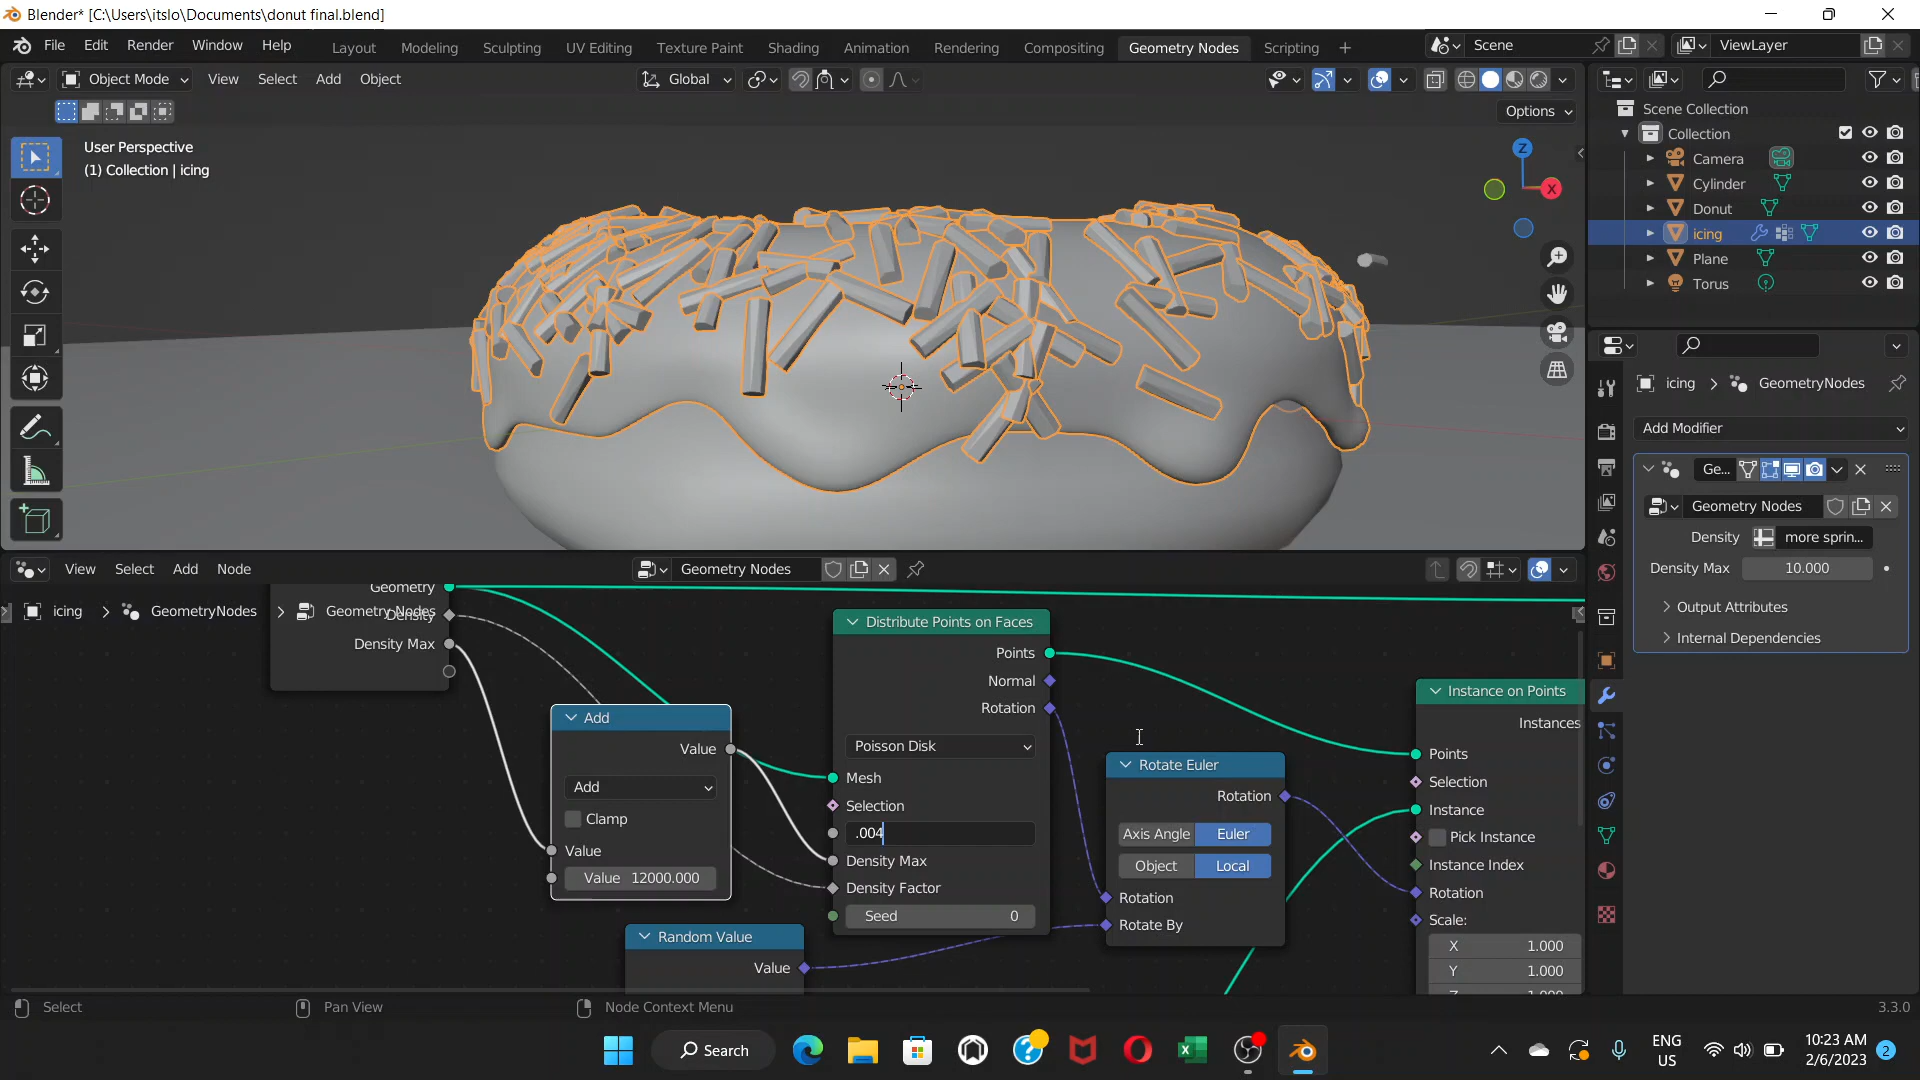 Blender* [C:\Users\itslo\Documents\donut final.blend]
File Edit Render Window Help
Layout Modeling Sculpting UV Editing Texture Paint Shading Animation Rendering Compositing Geometry Nodes Scripting
Scene
ViewLayer
Object Mode View Select Add Object
Global
Options
User Perspective
(1) Collection | icing
Z
X
Scene Collection
Collection
Camera
Cylinder
Donut
icing
Plane
Torus
icing > GeometryNodes
Add Modifier
Ge...
Geometry Nodes
Density more sprin...
Density Max 10.000
Output Attributes
Internal Dependencies
View Select Add Node
Geometry Nodes
icing > GeometryNodes > Geometry Nodes
Geometry
Density
Density Max
Add
Value
Add
Clamp
Value
Value 12000.000
Random Value
Value
Distribute Points on Faces
Points
Normal
Rotation
Poisson Disk
Mesh
Selection
.004
Density Max
Density Factor
Seed 0
Rotate Euler
Rotation
Axis Angle Euler
Object Local
Rotation
Rotate By
Instance on Points
Instances
Points
Selection
Instance
Pick Instance
Instance Index
Rotation
Scale:
X 1.000
Y 1.000
Select
Pan View
Node Context Menu
3.3.0
Search
ENG
US
10:23 AM
2/6/2023
2